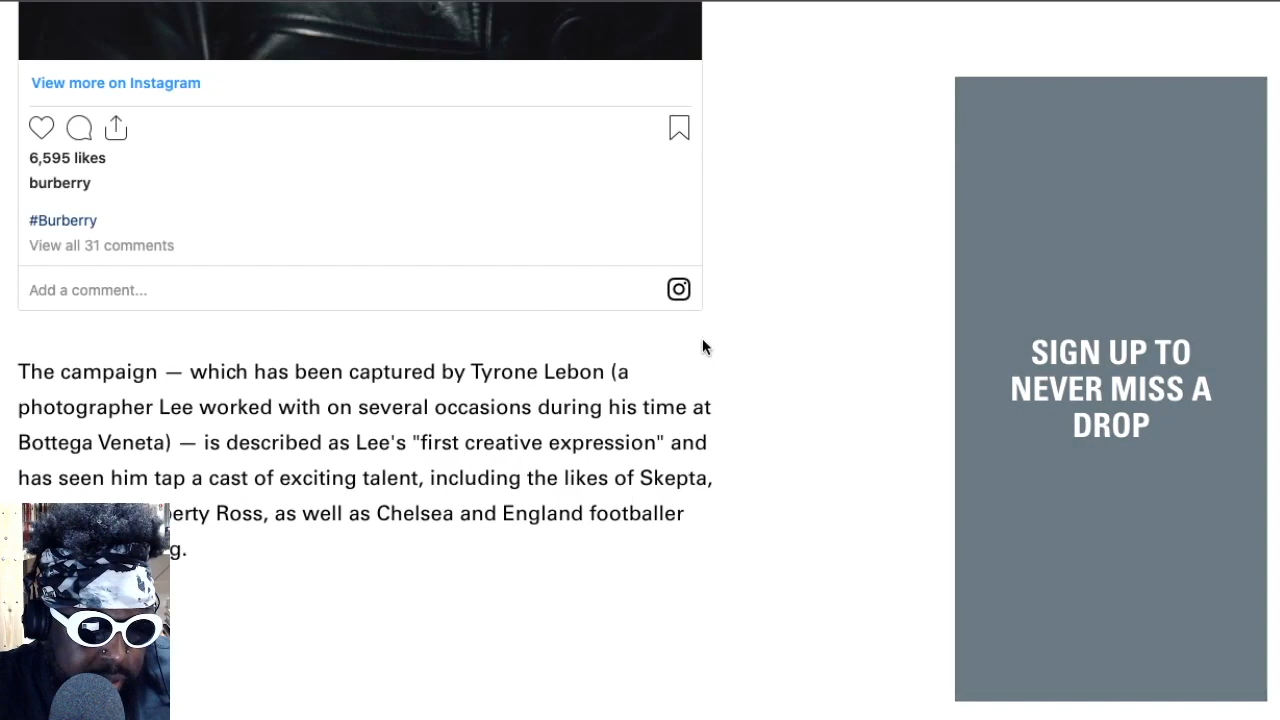 View more on Instagram
6,595 likes
burberry
#Burberry
View all 31 comments
Add a comment...
The campaign — which has been captured by Tyrone Lebon (a
photographer Lee worked with on several occasions during his time at
Bottega Veneta) — is described as Lee's "first creative expression" and
has seen him tap a cast of exciting talent, including the likes of Skepta,
Ross, as well as Chelsea and England footballer
SIGN UP TO
NEVER MISS A
DROP